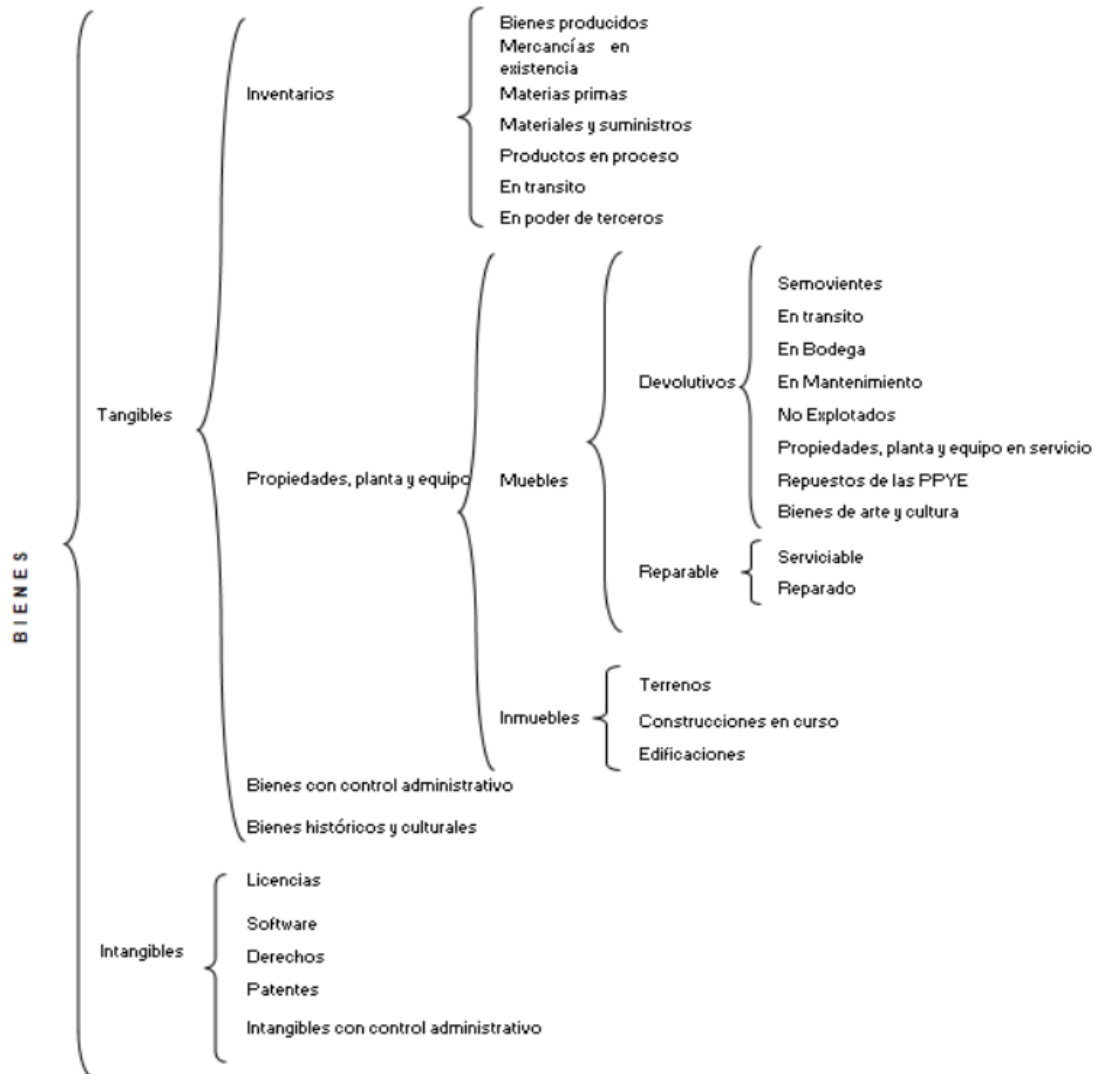 BIENES
Tangibles
Inventarios
Bienes producidos
Mercancías en
existencia
Materias primas
Materiales y suministros
Productos en proceso
En transito
En poder de terceros
Propiedades, planta y equipo
Muebles
Devolutivos
Semovientes
En transito
En Bodega
En Mantenimiento
No Explotados
Propiedades, planta y equipo en servicio
Repuestos de las PPYE
Bienes de arte y cultura
Reparable
Serviciable
Reparado
Inmuebles
Terrenos
Construcciones en curso
Edificaciones
Bienes con control administrativo
Bienes históricos y culturales
Intangibles
Licencias
Software
Derechos
Patentes
Intangibles con control administrativo